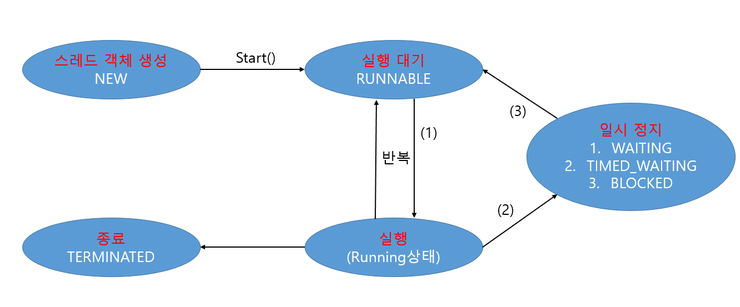 스레드 객체 생성
NEW
Start()
실행 대기
RUNNABLE
(1)
반복
(3)
일시 정지
1. WAITING
2. TIMED_WAITING
3. BLOCKED
(2)
종료
TERMINATED
실행
(Running상태)